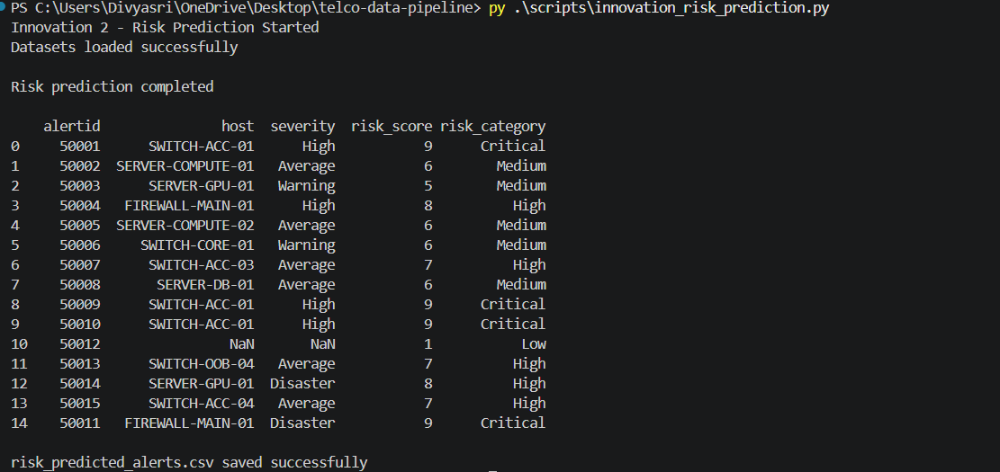 PS C:\Users\Divyasri\OneDrive\Desktop\telco-data-pipeline> py .\scripts\innovation_risk_prediction.py
Innovation 2 - Risk Prediction Started
Datasets loaded successfully
Risk prediction completed
alertid host severity risk_score risk_category
0 50001 SWITCH-ACC-01 High 9 Critical
1 50002 SERVER-COMPUTE-01 Average 6 Medium
2 50003 SERVER-GPU-01 Warning 5 Medium
3 50004 FIREWALL-MAIN-01 High 8 High
4 50005 SERVER-COMPUTE-02 Average 6 Medium
5 50006 SWITCH-CORE-01 Warning 6 Medium
6 50007 SWITCH-ACC-03 Average 7 High
7 50008 SERVER-DB-01 Average 6 Medium
8 50009 SWITCH-ACC-01 High 9 Critical
9 50010 SWITCH-ACC-01 High 9 Critical
10 50012 NaN NaN 1 Low
11 50013 SWITCH-OOB-04 Average 7 High
12 50014 SERVER-GPU-01 Disaster 8 High
13 50015 SWITCH-ACC-04 Average 7 High
14 50011 FIREWALL-MAIN-01 Disaster 9 Critical
risk_predicted_alerts.csv saved successfully